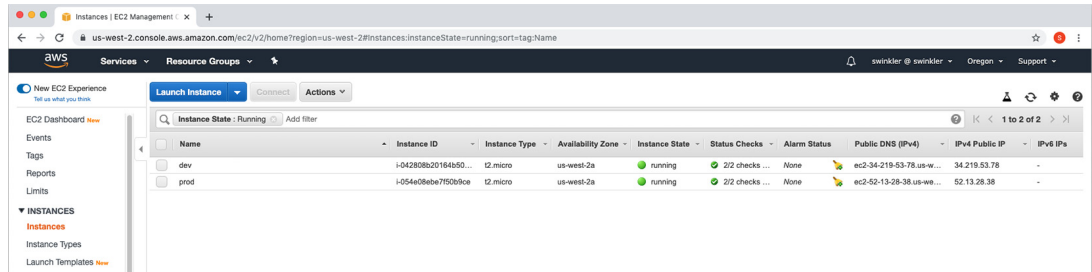 Instances | EC2 Management C
us-west-2.console.aws.amazon.com/ec2/v2/home?region=us-west-2#Instances:instanceState=running;sort=tag:Name
aws Services Resource Groups swinkler @ swinkler Oregon Support
New EC2 Experience
Tell us what you think
Launch Instance Connect Actions
EC2 Dashboard New
Events
Tags
Reports
Limits
INSTANCES
Instances
Instance Types
Launch Templates New
Instance State : Running Add filter 1 to 2 of 2
Name Instance ID Instance Type Availability Zone Instance State Status Checks Alarm Status Public DNS (IPv4) IPv4 Public IP IPv6 IPs
dev i-042808b20164b50... t2.micro us-west-2a running 2/2 checks ... None ec2-34-219-53-78.us-w... 34.219.53.78 -
prod i-054e08ebe7f50b9ce t2.micro us-west-2a running 2/2 checks ... None ec2-52-13-28-38.us-we... 52.13.28.38 -